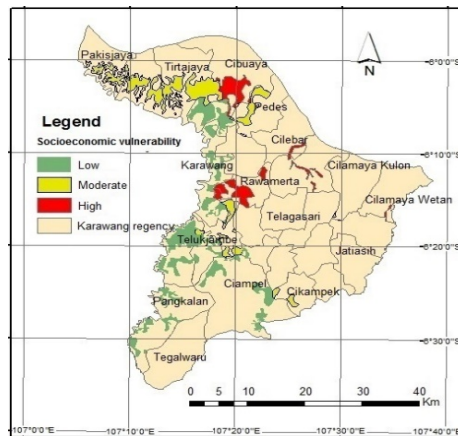 Pakisjaya
Tirtajaya
Cibuaya
Pedes
Cilebar
Cilamaya Kulon
Karawang
Rawamerta
Cilamaya Wetan
Telagasari
Telukjambe
Jatiasih
Ciampel
Cikampek
Pangkalan
Tegalwaru
N
Legend
Socioeconomic vulnerability
Low
Moderate
High
Karawang regency
6°0'0"S
6°10'0"S
6°20'0"S
6°30'0"S
0 5 10 20 30 40
Km
107°0'0"E 107°10'0"E 107°20'0"E 107°30'0"E 107°40'0"E